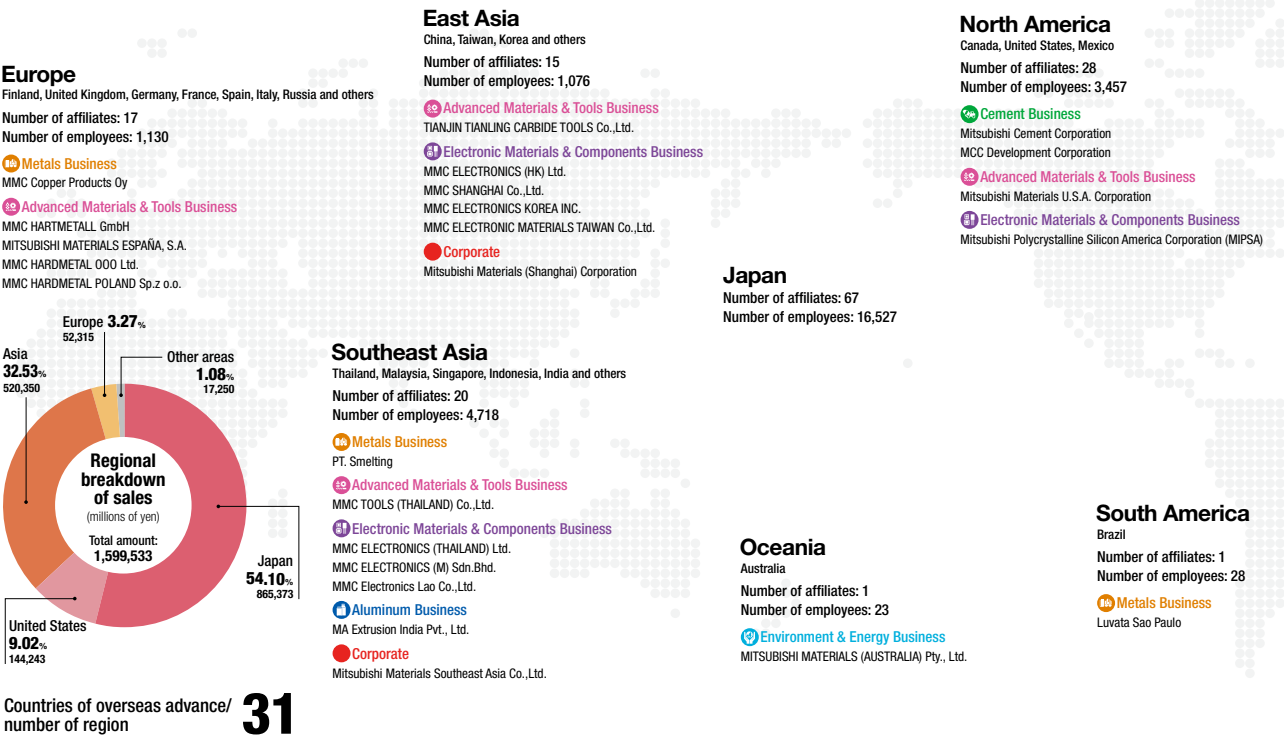 Europe
Finland, United Kingdom, Germany, France, Spain, Italy, Russia and others
Number of affiliates: 17
Number of employees: 1,130
Metals Business
MMC Copper Products Oy
Advanced Materials & Tools Business
MMC HARTMETALL GmbH
MITSUBISHI MATERIALS ESPAÑA, S.A.
MMC HARDMETAL OOO Ltd.
MMC HARDMETAL POLAND Sp.z o.o.
East Asia
China, Taiwan, Korea and others
Number of affiliates: 15
Number of employees: 1,076
Advanced Materials & Tools Business
TIANJIN TIANLING CARBIDE TOOLS Co.,Ltd.
Electronic Materials & Components Business
MMC ELECTRONICS (HK) Ltd.
MMC SHANGHAI Co.,Ltd.
MMC ELECTRONICS KOREA INC.
MMC ELECTRONIC MATERIALS TAIWAN Co.,Ltd.
Corporate
Mitsubishi Materials (Shanghai) Corporation
North America
Canada, United States, Mexico
Number of affiliates: 28
Number of employees: 3,457
Cement Business
Mitsubishi Cement Corporation
MCC Development Corporation
Advanced Materials & Tools Business
Mitsubishi Materials U.S.A. Corporation
Electronic Materials & Components Business
Mitsubishi Polycrystalline Silicon America Corporation (MIPSA)
Japan
Number of affiliates: 67
Number of employees: 16,527
Europe 3.27%
52,315
Asia
32.53%
520,350
Other areas
1.08%
17,250
Regional
breakdown
of sales
(millions of yen)
Total amount:
1,599,533
Japan
54.10%
865,373
United States
9.02%
144,243
Southeast Asia
Thailand, Malaysia, Singapore, Indonesia, India and others
Number of affiliates: 20
Number of employees: 4,718
Metals Business
PT. Smelting
Advanced Materials & Tools Business
MMC TOOLS (THAILAND) Co.,Ltd.
Electronic Materials & Components Business
MMC ELECTRONICS (THAILAND) Ltd.
MMC ELECTRONICS (M) Sdn.Bhd.
MMC Electronics Lao Co.,Ltd.
Aluminum Business
MA Extrusion India Pvt., Ltd.
Corporate
Mitsubishi Materials Southeast Asia Co.,Ltd.
Oceania
Australia
Number of affiliates: 1
Number of employees: 23
Environment & Energy Business
MITSUBISHI MATERIALS (AUSTRALIA) Pty., Ltd.
South America
Brazil
Number of affiliates: 1
Number of employees: 28
Metals Business
Luvata Sao Paulo
Countries of overseas advance/
number of region
31